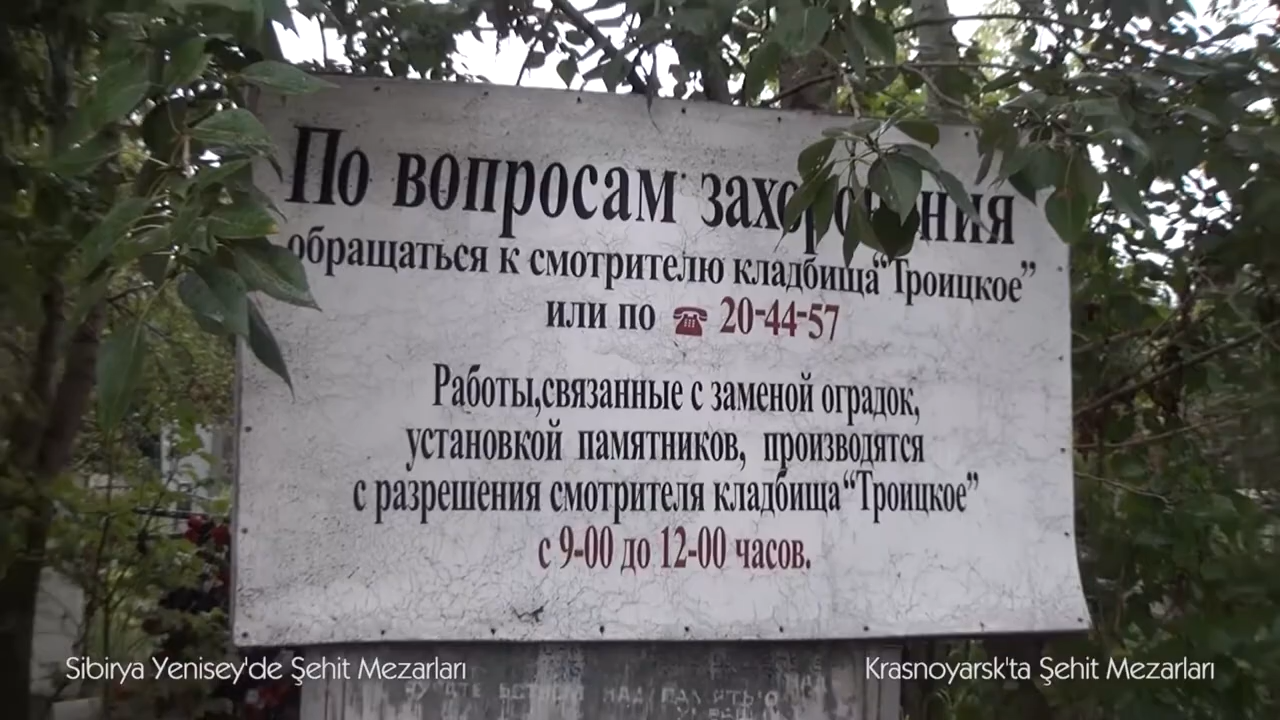 По вопросам захоронения
обращаться к смотрителю кладбища “Троицкое”
или по ☎ 20-44-57
Работы,связанные с заменой оградок,
установкой памятников, производятся
с разрешения смотрителя кладбища “Троицкое”
с 9-00 до 12-00 часов.
Sibirya Yenisey'de Şehit Mezarları
Krasnoyarsk'ta Şehit Mezarları